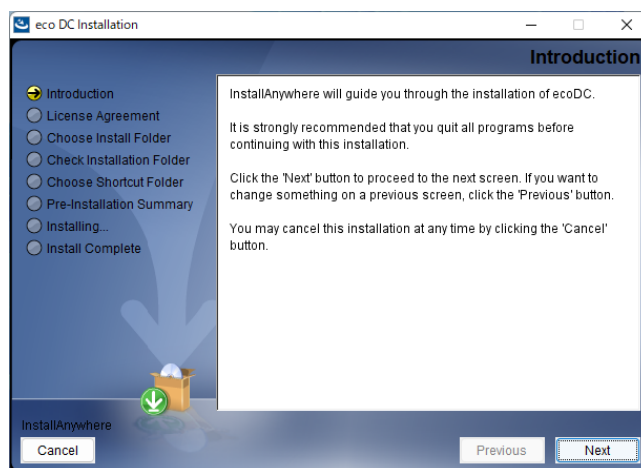 eco DC Installation
Introduction
Introduction
License Agreement
Choose Install Folder
Check Installation Folder
Choose Shortcut Folder
Pre-Installation Summary
Installing...
Install Complete
InstallAnywhere will guide you through the installation of ecoDC.
It is strongly recommended that you quit all programs before
continuing with this installation.
Click the 'Next' button to proceed to the next screen. If you want to
change something on a previous screen, click the 'Previous' button.
You may cancel this installation at any time by clicking the 'Cancel'
button.
InstallAnywhere
Cancel
Previous
Next